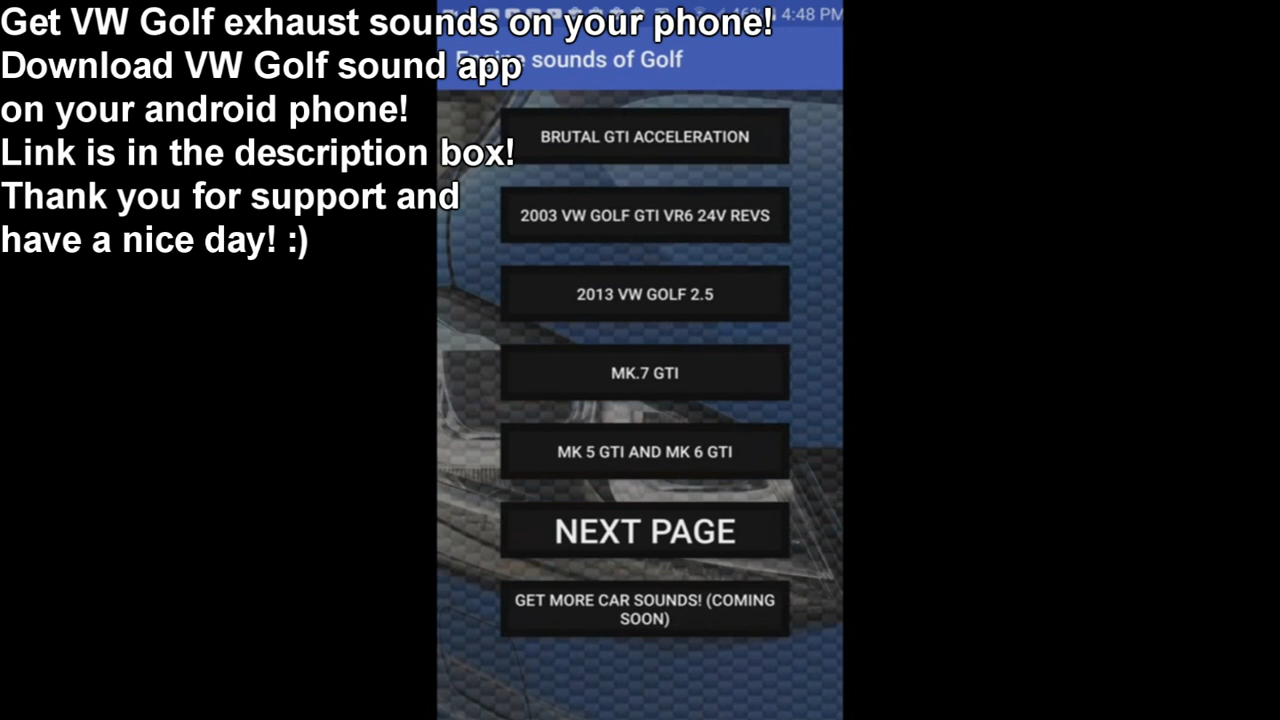 Get VW Golf exhaust sounds on your phone!
Download VW Golf sound app
on your android phone!
Link is in the description box!
Thank you for support and
have a nice day! :)
4:48 PM
Engine sounds of Golf
BRUTAL GTI ACCELERATION
2003 VW GOLF GTI VR6 24V REVS
2013 VW GOLF 2.5
MK.7 GTI
MK 5 GTI AND MK 6 GTI
NEXT PAGE
GET MORE CAR SOUNDS! (COMING
SOON)